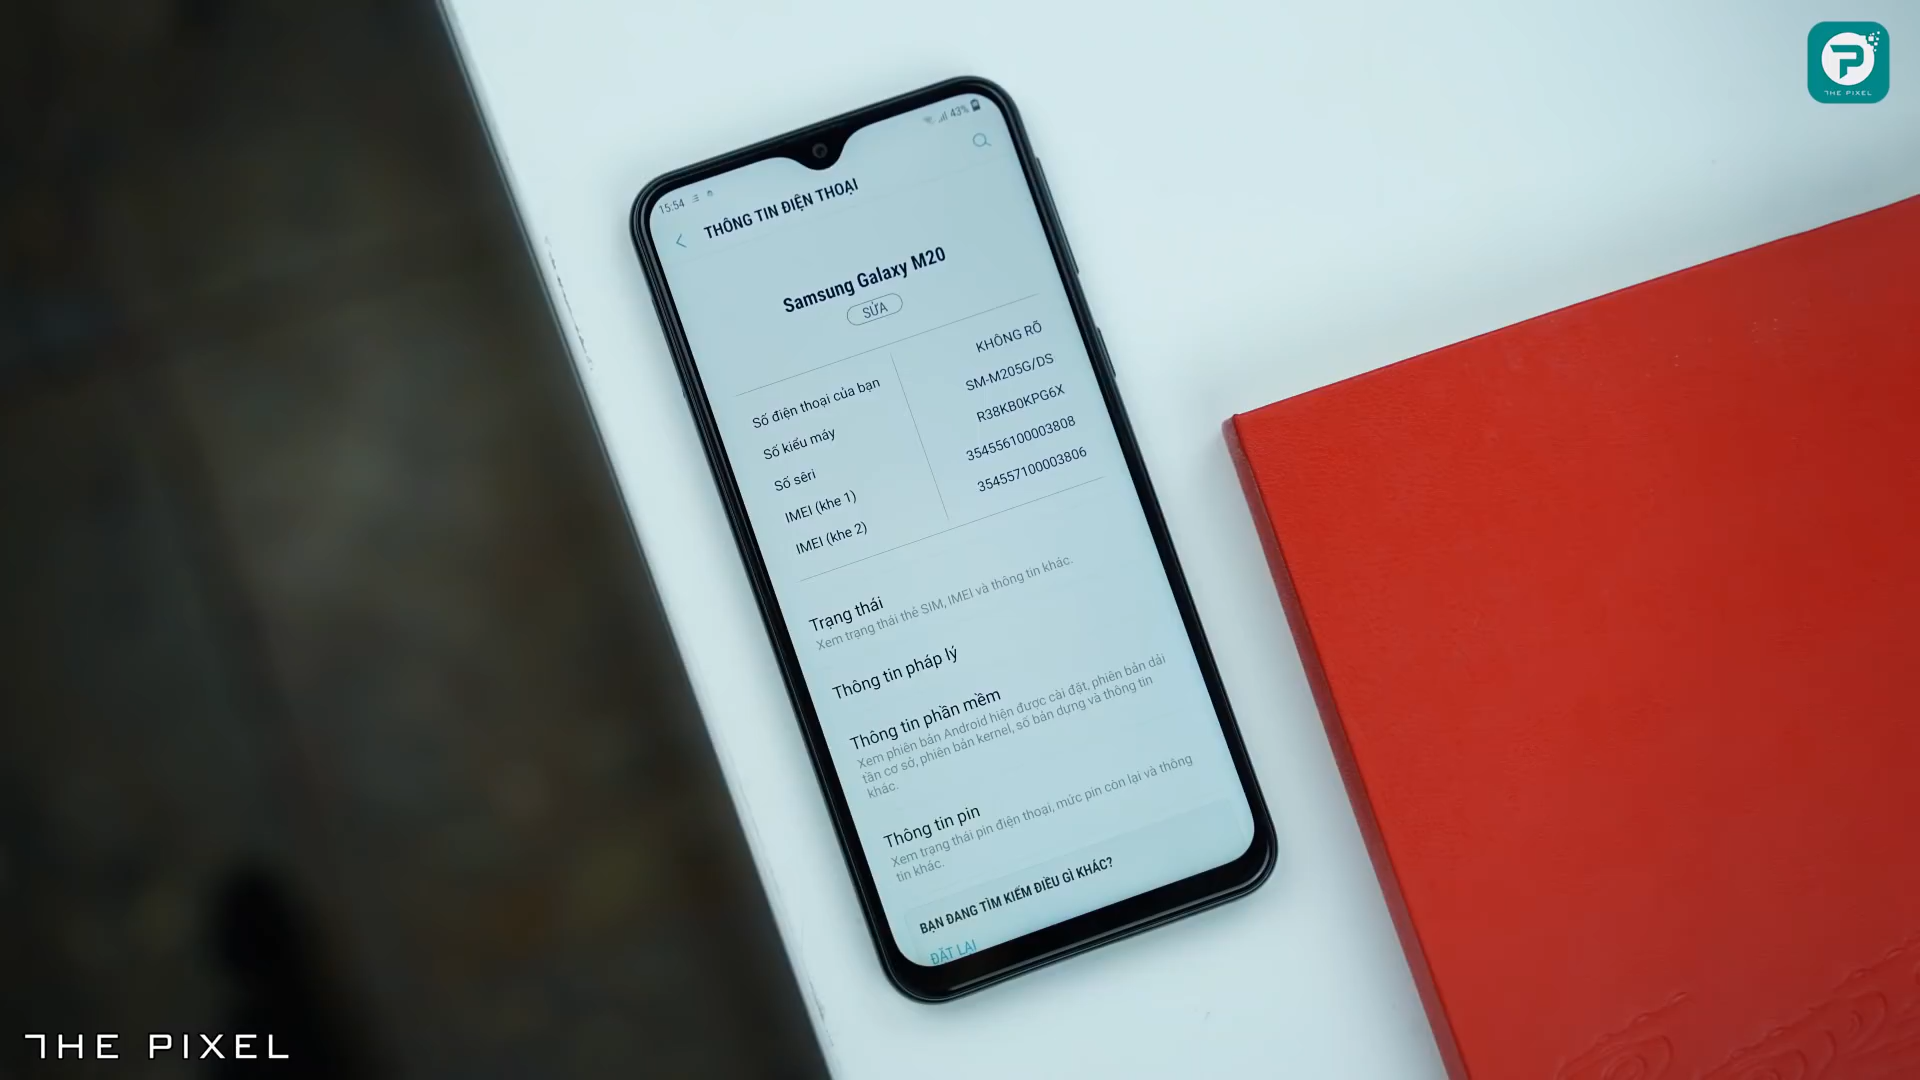 THE PIXEL
15:54
43%
THÔNG TIN ĐIỆN THOẠI
Samsung Galaxy M20
SỬA
Số điện thoại của bạn
KHÔNG RÕ
Số kiểu máy
SM-M205G/DS
Số sêri
R38KB0KPG6X
IMEI (khe 1)
354556100003808
IMEI (khe 2)
354557100003806
Trạng thái
Xem trạng thái thẻ SIM, IMEI và thông tin khác.
Thông tin pháp lý
Thông tin phần mềm
Xem phiên bản Android hiện được cài đặt, phiên bản dải
tần cơ sở, phiên bản kernel, số bản dựng và thông tin
khác.
Thông tin pin
Xem trạng thái pin điện thoại, mức pin còn lại và thông
tin khác.
BẠN ĐANG TÌM KIẾM ĐIỀU GÌ KHÁC?
ĐẶT LẠI
THE PIXEL